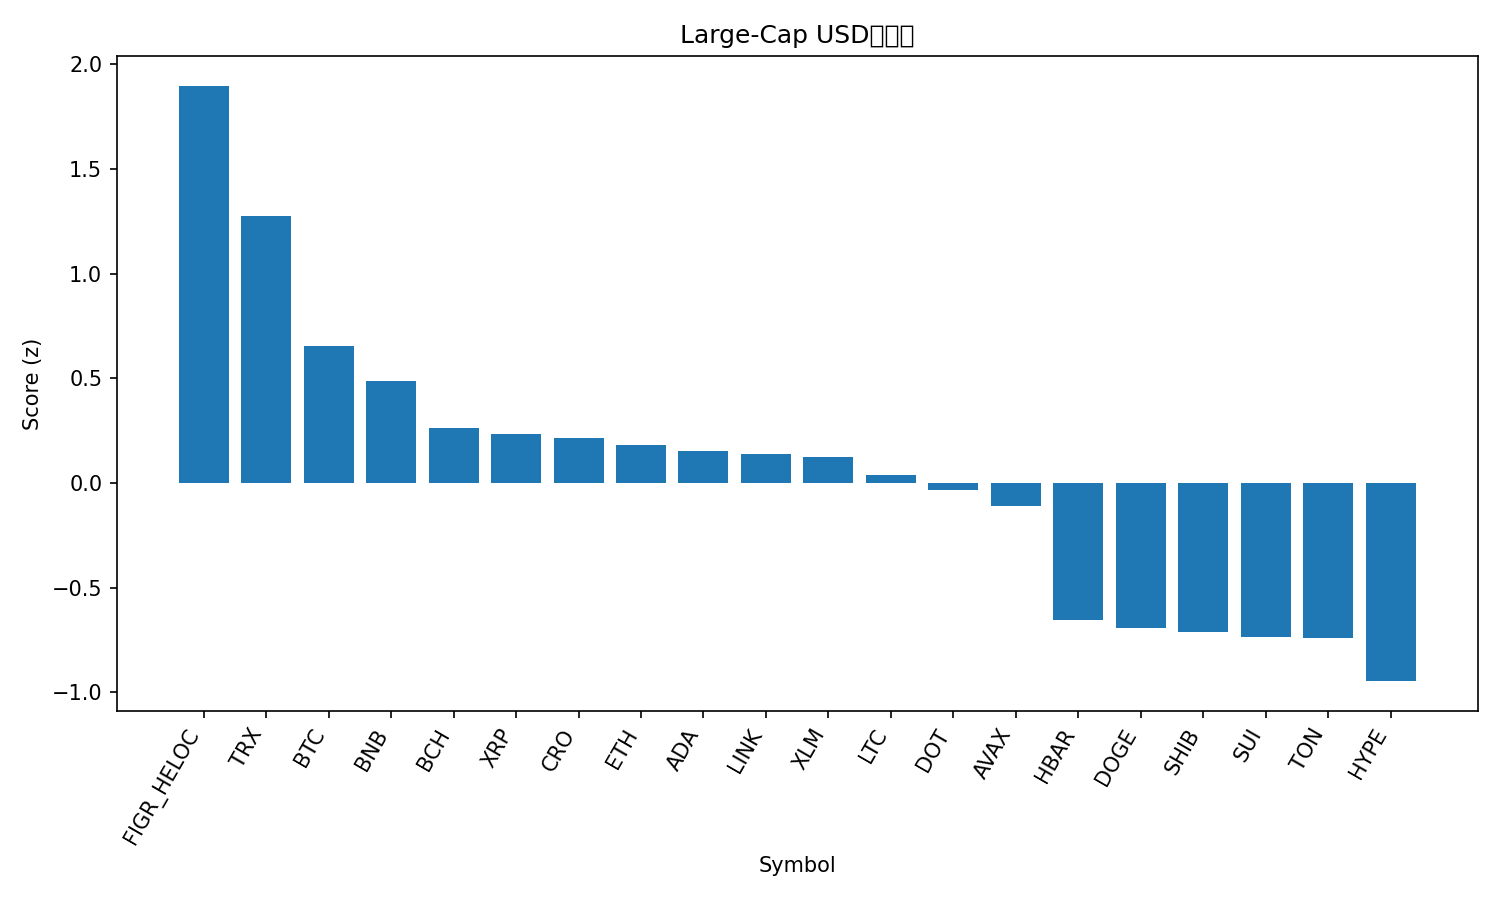 Large-Cap USD
Score (z)
2.0
1.5
1.0
0.5
0.0
−0.5
−1.0
FIGR_HELOC
TRX
BTC
BNB
BCH
XRP
CRO
ETH
ADA
LINK
XLM
LTC
DOT
AVAX
HBAR
DOGE
SHIB
SUI
TON
HYPE
Symbol